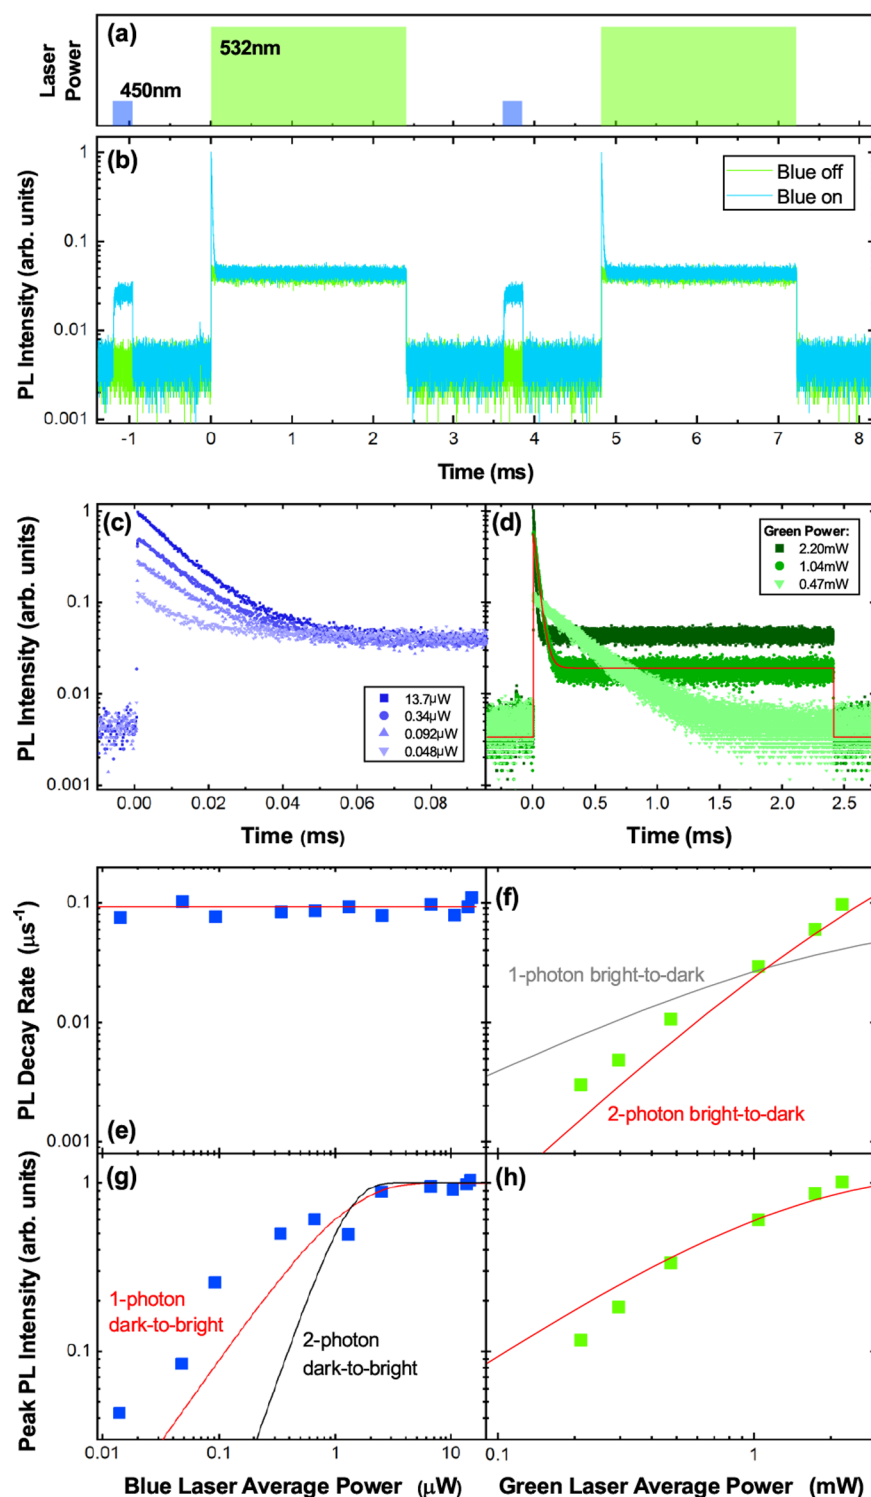 (a)
532nm
450nm
Laser
Power
(b)
Blue off
Blue on
1
0.1
0.01
0.001
PL Intensity (arb. units)
-1 0 1 2 3 4 5 6 7 8
Time (ms)
(c)
1
0.1
0.01
0.001
PL Intensity (arb. units)
13.7µW
0.34µW
0.092µW
0.048µW
0.00 0.02 0.04 0.06 0.08
Time (ms)
(d)
Green Power:
2.20mW
1.04mW
0.47mW
0.0 0.5 1.0 1.5 2.0 2.5
Time (ms)
0.1
0.01
0.001
PL Decay Rate (µs-1)
(e)
(f)
1-photon bright-to-dark
2-photon bright-to-dark
(g)
1
0.1
Peak PL Intensity (arb. units)
1-photon
dark-to-bright
2-photon
dark-to-bright
0.01 0.1 1 10
Blue Laser Average Power (µW)
(h)
0.1 1
Green Laser Average Power (mW)